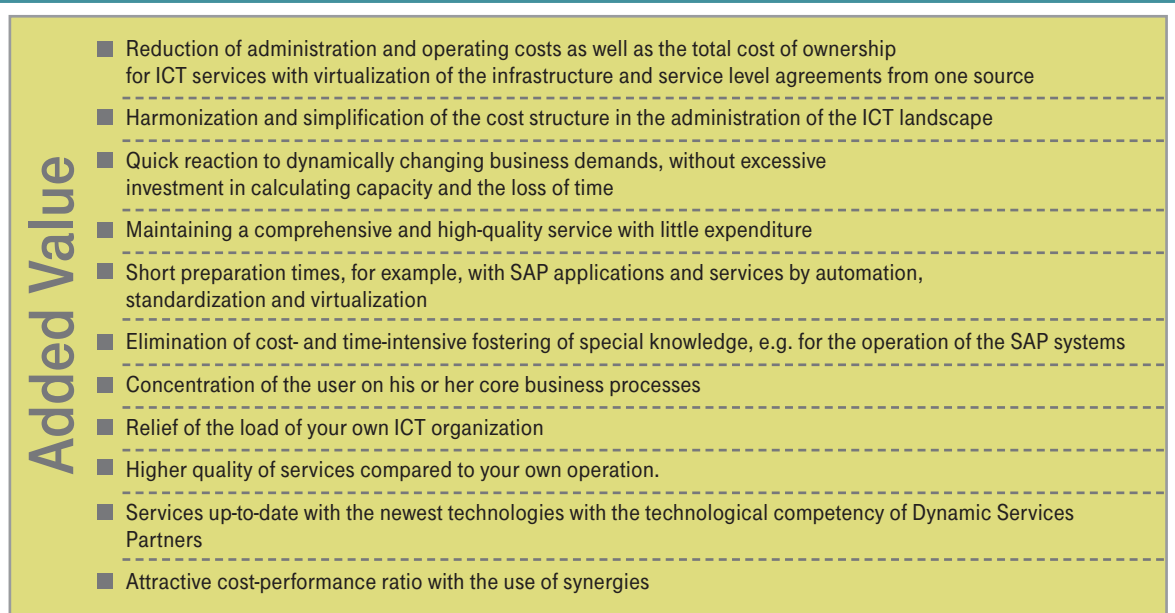 Added Value
Reduction of administration and operating costs as well as the total cost of ownership
for ICT services with virtualization of the infrastructure and service level agreements from one source
Harmonization and simplification of the cost structure in the administration of the ICT landscape
Quick reaction to dynamically changing business demands, without excessive
investment in calculating capacity and the loss of time
Maintaining a comprehensive and high-quality service with little expenditure
Short preparation times, for example, with SAP applications and services by automation,
standardization and virtualization
Elimination of cost- and time-intensive fostering of special knowledge, e.g. for the operation of the SAP systems
Concentration of the user on his or her core business processes
Relief of the load of your own ICT organization
Higher quality of services compared to your own operation.
Services up-to-date with the newest technologies with the technological competency of Dynamic Services
Partners
Attractive cost-performance ratio with the use of synergies